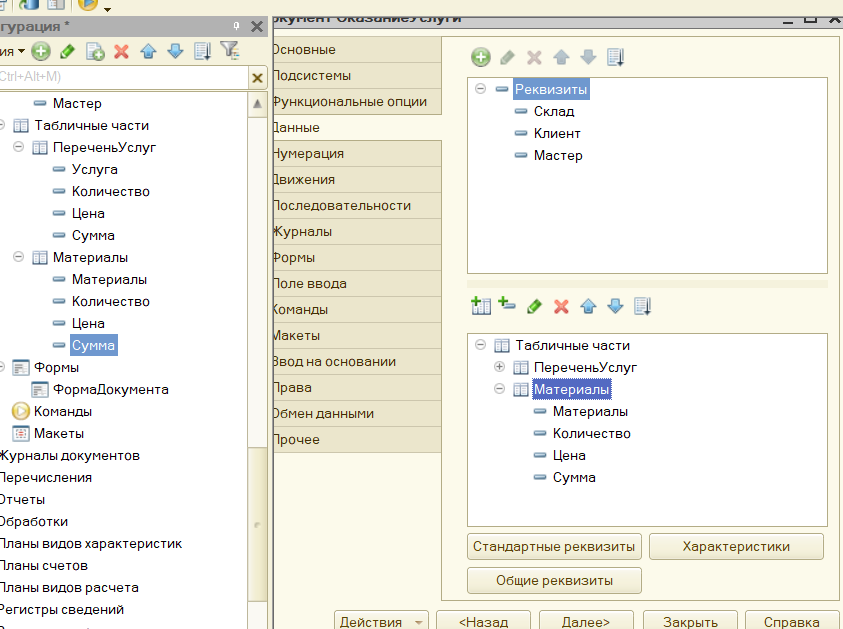 гурация *
ия
Ctrl+Alt+M)
Мастер
Табличные части
ПереченьУслуг
Услуга
Количество
Цена
Сумма
Материалы
Материалы
Количество
Цена
Сумма
Формы
ФормаДокумента
Команды
Макеты
Журналы документов
Перечисления
Отчеты
Обработки
Планы видов характеристик
Планы счетов
Планы видов расчета
Регистры сведений
окумент ОказаниеУслуги
Основные
Подсистемы
Функциональные опции
Данные
Нумерация
Движения
Последовательности
Журналы
Формы
Поле ввода
Команды
Макеты
Ввод на основании
Права
Обмен данными
Прочее
Реквизиты
Склад
Клиент
Мастер
Табличные части
ПереченьУслуг
Материалы
Материалы
Количество
Цена
Сумма
Стандартные реквизиты
Характеристики
Общие реквизиты
Действия
<Назад
Далее>
Закрыть
Справка